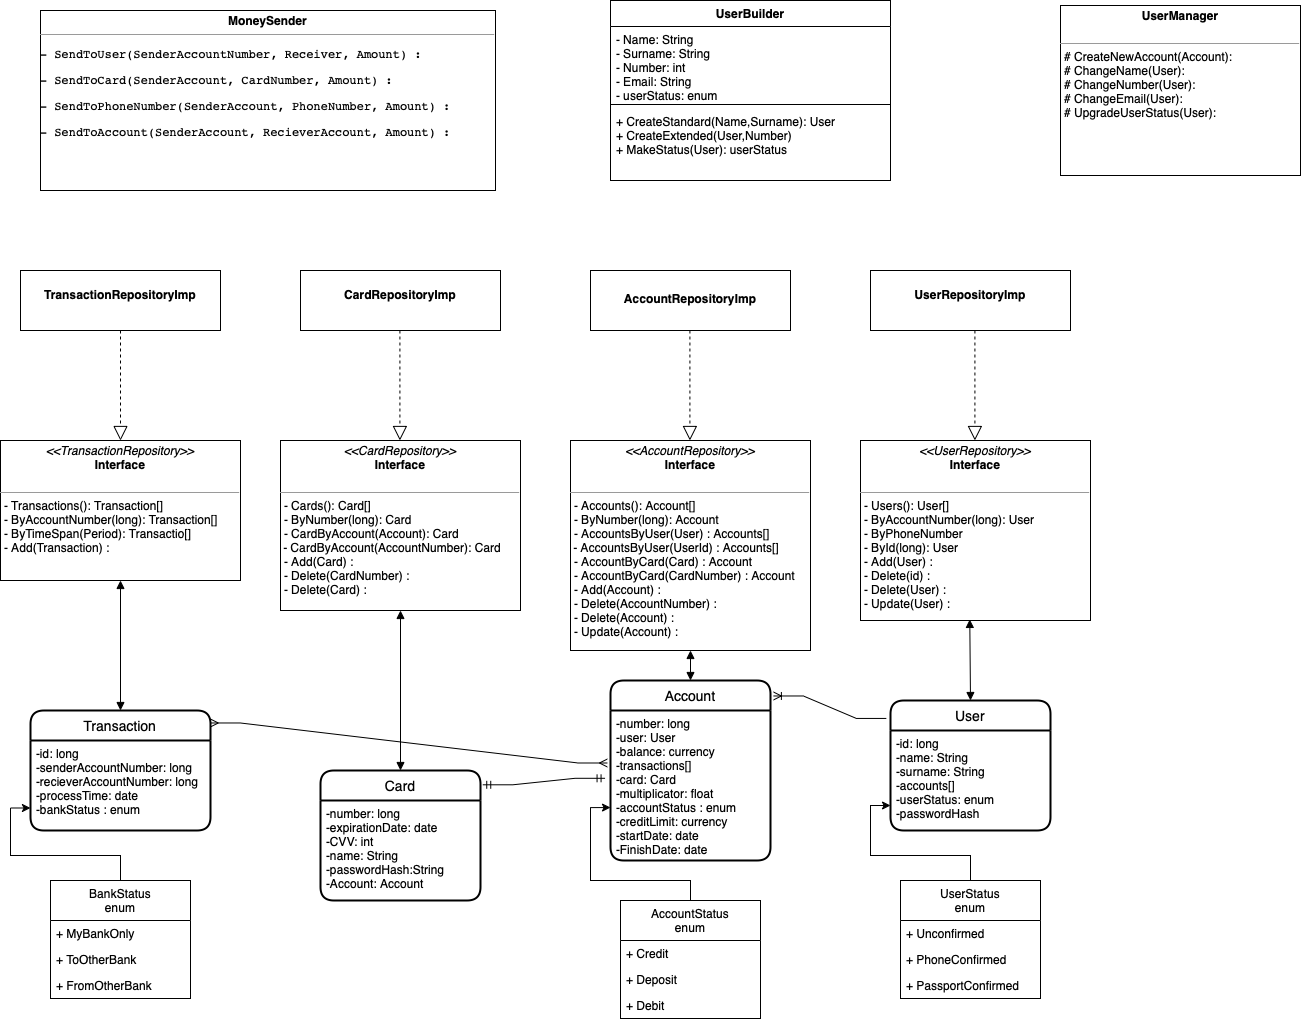 MoneySender
- SendToUser(SenderAccountNumber, Receiver, Amount) :
- SendToCard(SenderAccount, CardNumber, Amount) :
- SendToPhoneNumber(SenderAccount, PhoneNumber, Amount) :
- SendToAccount(SenderAccount, RecieverAccount, Amount) :
UserBuilder
- Name: String
- Surname: String
- Number: int
- Email: String
- userStatus: enum
+ CreateStandard(Name,Surname): User
+ CreateExtended(User,Number)
+ MakeStatus(User): userStatus
UserManager
# CreateNewAccount(Account):
# ChangeName(User):
# ChangeNumber(User):
# ChangeEmail(User):
# UpgradeUserStatus(User):
TransactionRepositoryImp
CardRepositoryImp
AccountRepositoryImp
UserRepositoryImp
<<TransactionRepository>>
Interface
- Transactions(): Transaction[]
- ByAccountNumber(long): Transaction[]
- ByTimeSpan(Period): Transactio[]
- Add(Transaction) :
<<CardRepository>>
Interface
- Cards(): Card[]
- ByNumber(long): Card
- CardByAccount(Account): Card
- CardByAccount(AccountNumber): Card
- Add(Card) :
- Delete(CardNumber) :
- Delete(Card) :
<<AccountRepository>>
Interface
- Accounts(): Account[]
- ByNumber(long): Account
- AccountsByUser(User) : Accounts[]
- AccountsByUser(UserId) : Accounts[]
- AccountByCard(Card) : Account
- AccountByCard(CardNumber) : Account
- Add(Account) :
- Delete(AccountNumber) :
- Delete(Account) :
- Update(Account) :
<<UserRepository>>
Interface
- Users(): User[]
- ByAccountNumber(long): User
- ByPhoneNumber
- ById(long): User
- Add(User) :
- Delete(id) :
- Delete(User) :
- Update(User) :
Transaction
-id: long
-senderAccountNumber: long
-recieverAccountNumber: long
-processTime: date
-bankStatus : enum
Card
-number: long
-expirationDate: date
-CVV: int
-name: String
-passwordHash:String
-Account: Account
Account
-number: long
-user: User
-balance: currency
-transactions[]
-card: Card
-multiplicator: float
-accountStatus : enum
-creditLimit: currency
-startDate: date
-FinishDate: date
User
-id: long
-name: String
-surname: String
-accounts[]
-userStatus: enum
-passwordHash
BankStatus
enum
+ MyBankOnly
+ ToOtherBank
+ FromOtherBank
AccountStatus
enum
+ Credit
+ Deposit
+ Debit
UserStatus
enum
+ Unconfirmed
+ PhoneConfirmed
+ PassportConfirmed